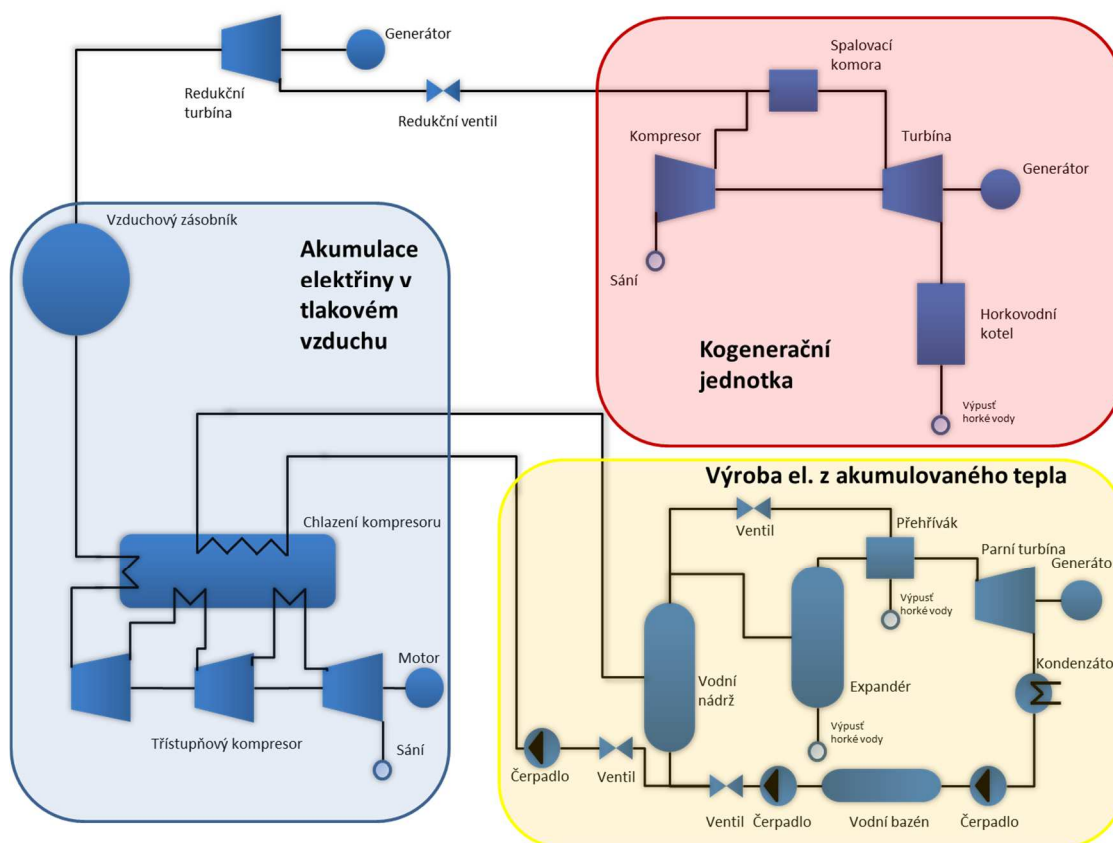 Generátor
Redukční
turbína
Redukční ventil
Spalovací
komora
Kompresor
Turbína
Generátor
Sání
Horkovodní
kotel
Kogenerační
jednotka
Výpusť
horké vody
Vzduchový zásobník
Akumulace
elektřiny v
tlakovém
vzduchu
Chlazení kompresoru
Motor
Třístupňový kompresor
Sání
Výroba el. z akumulovaného tepla
Ventil
Přehřívák
Parní turbína
Generátor
Výpusť
horké vody
Kondenzáto
Vodní
nádrž
Expandér
Výpusť
horké vody
Čerpadlo
Ventil
Ventil
Čerpadlo
Vodní bazén
Čerpadlo